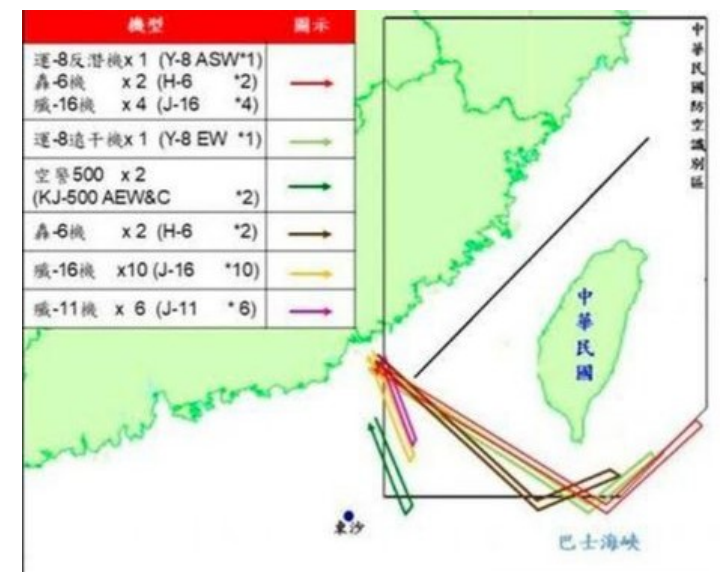 機型 圖示
運-8反潛機x 1 (Y-8 ASW*1)
轟-6機 x 2 (H-6 *2)
殲-16機 x 4 (J-16 *4)
運-8遠干機x 1 (Y-8 EW *1)
空警500 x 2
(KJ-500 AEW&C *2)
轟-6機 x 2 (H-6 *2)
殲-16機 x10 (J-16 *10)
殲-11機 x 6 (J-11 * 6)
中華民國防空識別區
中華民國
東沙
巴士海峽